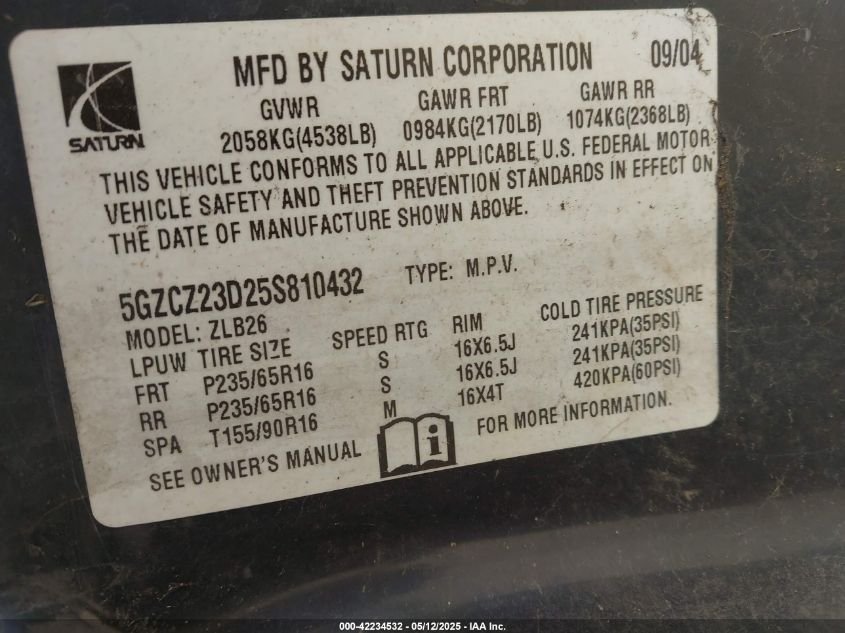 MFD BY SATURN CORPORATION 09/04
GVWR GAWR FRT GAWR RR
2058KG(4538LB) 0984KG(2170LB) 1074KG(2368LB)
SATURN
THIS VEHICLE CONFORMS TO ALL APPLICABLE U.S. FEDERAL MOTOR
VEHICLE SAFETY AND THEFT PREVENTION STANDARDS IN EFFECT ON
THE DATE OF MANUFACTURE SHOWN ABOVE.
5GZCZ23D25S810432 TYPE: M.P.V.
MODEL: ZLB26
LPUW TIRE SIZE SPEED RTG RIM COLD TIRE PRESSURE
FRT P235/65R16 S 16X6.5J 241KPA(35PSI)
RR P235/65R16 S 16X6.5J 241KPA(35PSI)
SPA T155/90R16 M 16X4T 420KPA(60PSI)
SEE OWNER'S MANUAL i FOR MORE INFORMATION.
000-42234532 --- 05/12/2025 --- IAA Inc.